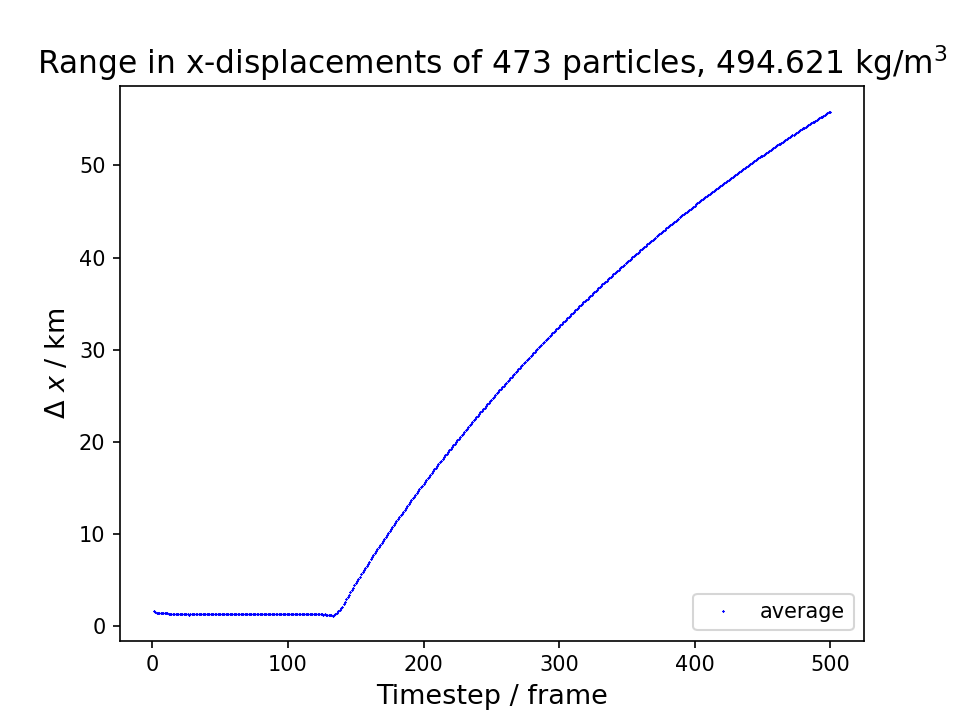 Range in x-displacements of 473 particles, 494.621 kg/m³
Δ x / km
50
40
30
20
10
0
average
0 100 200 300 400 500
Timestep / frame